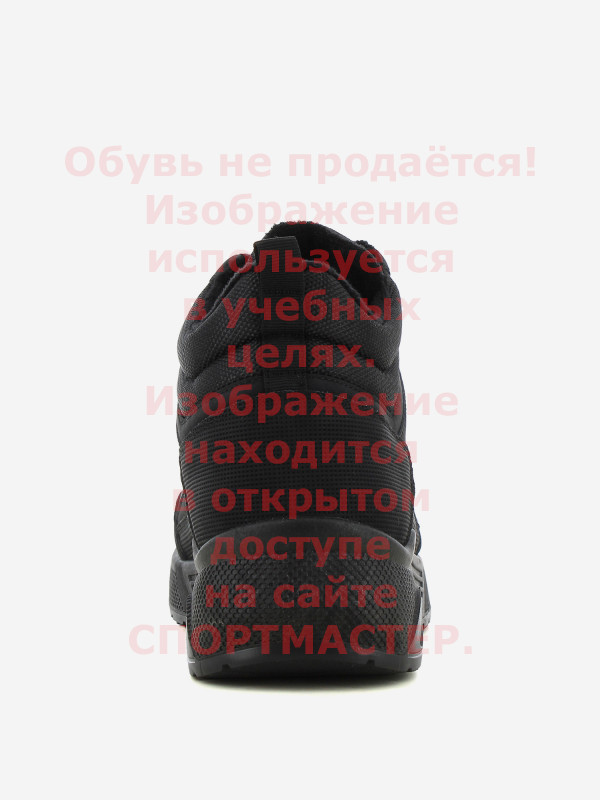 Обувь не продаётся!
Изображение
используется
в учебных
целях.
Изображение
находится
в открытом
доступе
на сайте
СПОРТМАСТЕР.